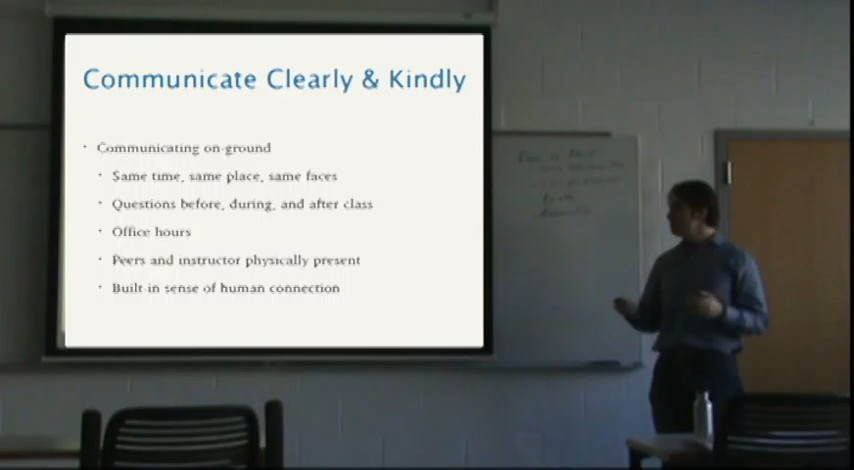 Communicate Clearly & Kindly
· Communicating on-ground
· Same time, same place, same faces
· Questions before, during, and after class
· Office hours
· Peers and instructor physically present
· Built in sense of human connection